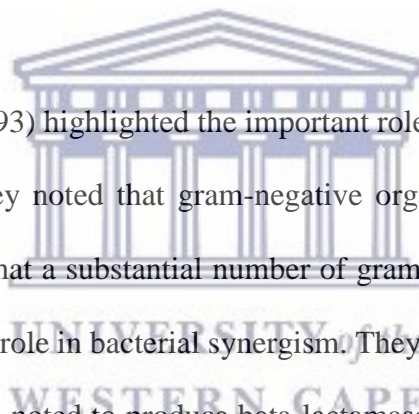 93) highlighted the important role
ey noted that gram-negative org
hat a substantial number of gram
UNIVERSITY of the
role in bacterial synergism. They
WESTERN CAPE
noted to produce beta lactamas